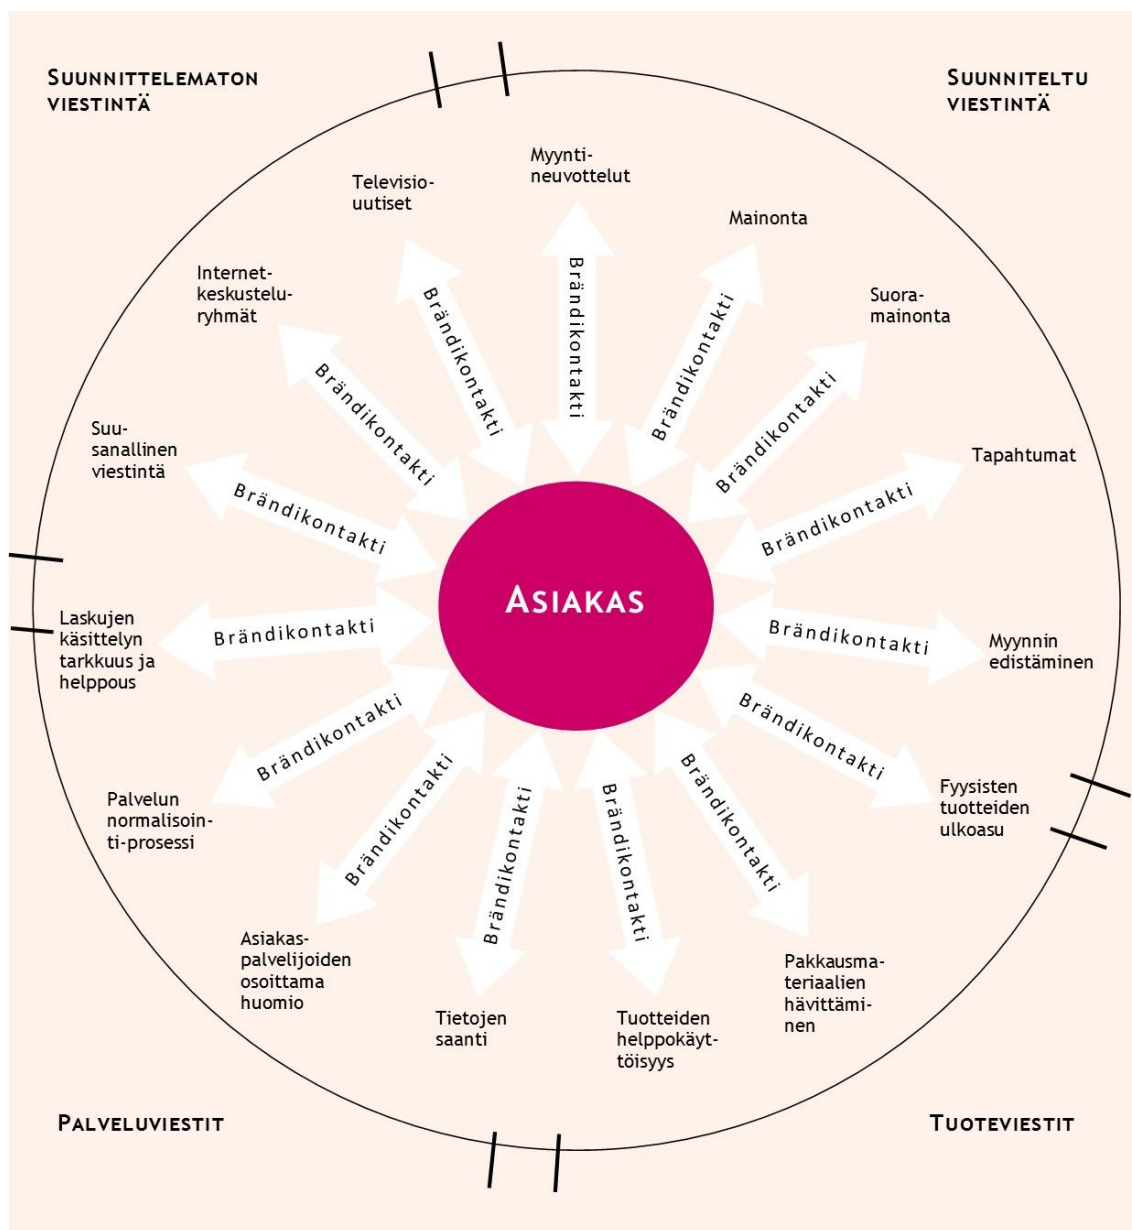 SUUNNITTELEMATON
VIESTINTÄ
SUUNNITELTU
VIESTINTÄ
Myynti-
neuvottelut
Televisio-
uutiset
Mainonta
Internet-
keskustelu-
ryhmät
Suora-
mainonta
Suu-
sanallinen
viestintä
Tapahtumat
Brändikontakti
Brändikontakti
Brändikontakti
Brändikontakti
Brändikontakti
Brändikontakti
Brändikontakti
ASIAKAS
Laskujen
käsittelyn
tarkkuus ja
helppous
Brändikontakti
Brändikontakti
Myynnin
edistäminen
Brändikontakti
Brändikontakti
Brändikontakti
Brändikontakti
Brändikontakti
Brändikontakti
Palvelun
normalisoin-
ti-prosessi
Fyysisten
tuotteiden
ulkoasu
Asiakas-
palvelijoiden
osoittama
huomio
Pakkausma-
teriaalien
hävittämi-
nen
Tietojen
saanti
Tuotteiden
helppokäyt-
töisyys
PALVELUVIESTIT
TUOTEVIESTIT